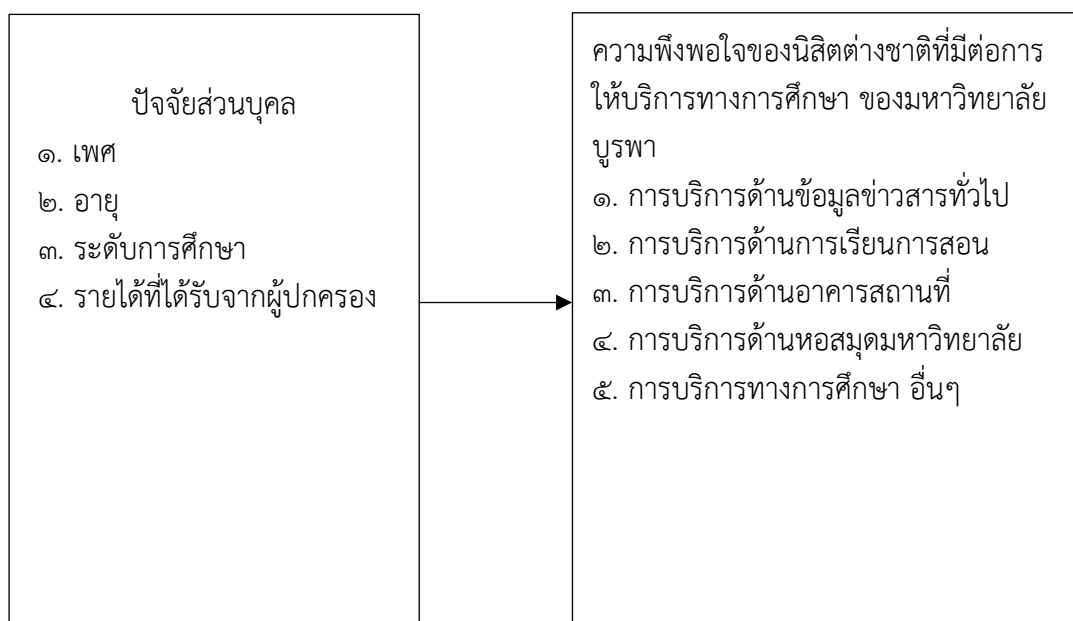 ปัจจัยส่วนบุคล
๑. เพศ
๒. อายุ
๓. ระดับการศึกษา
๔. รายได้ที่ได้รับจากผู้ปกครอง
ความพึงพอใจของนิสิตต่างชาติที่มีต่อการ
ให้บริการทางการศึกษา ของมหาวิทยาลัย
บูรพา
๑. การบริการด้านข้อมูลข่าวสารทั่วไป
๒. การบริการด้านการเรียนการสอน
๓. การบริการด้านอาคารสถานที่
๔. การบริการด้านหอสมุดมหาวิทยาลัย
๕. การบริการทางการศึกษา อื่นๆ